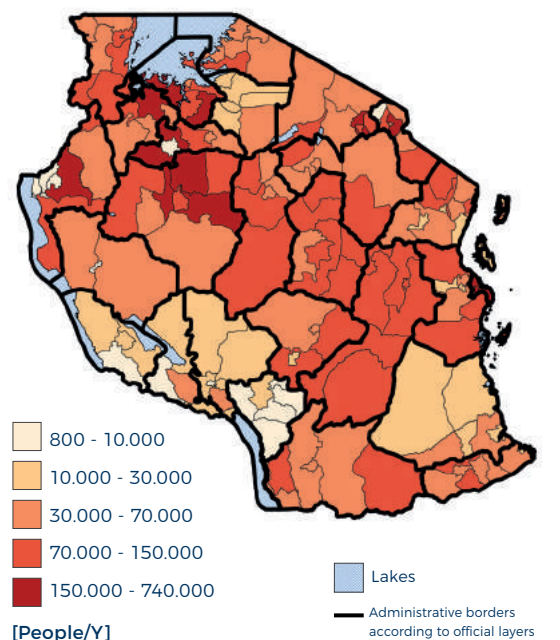 800 - 10.000
10.000 - 30.000
30.000 - 70.000
70.000 - 150.000
150.000 - 740.000
[People/Y]
Lakes
Administrative borders
according to official layers